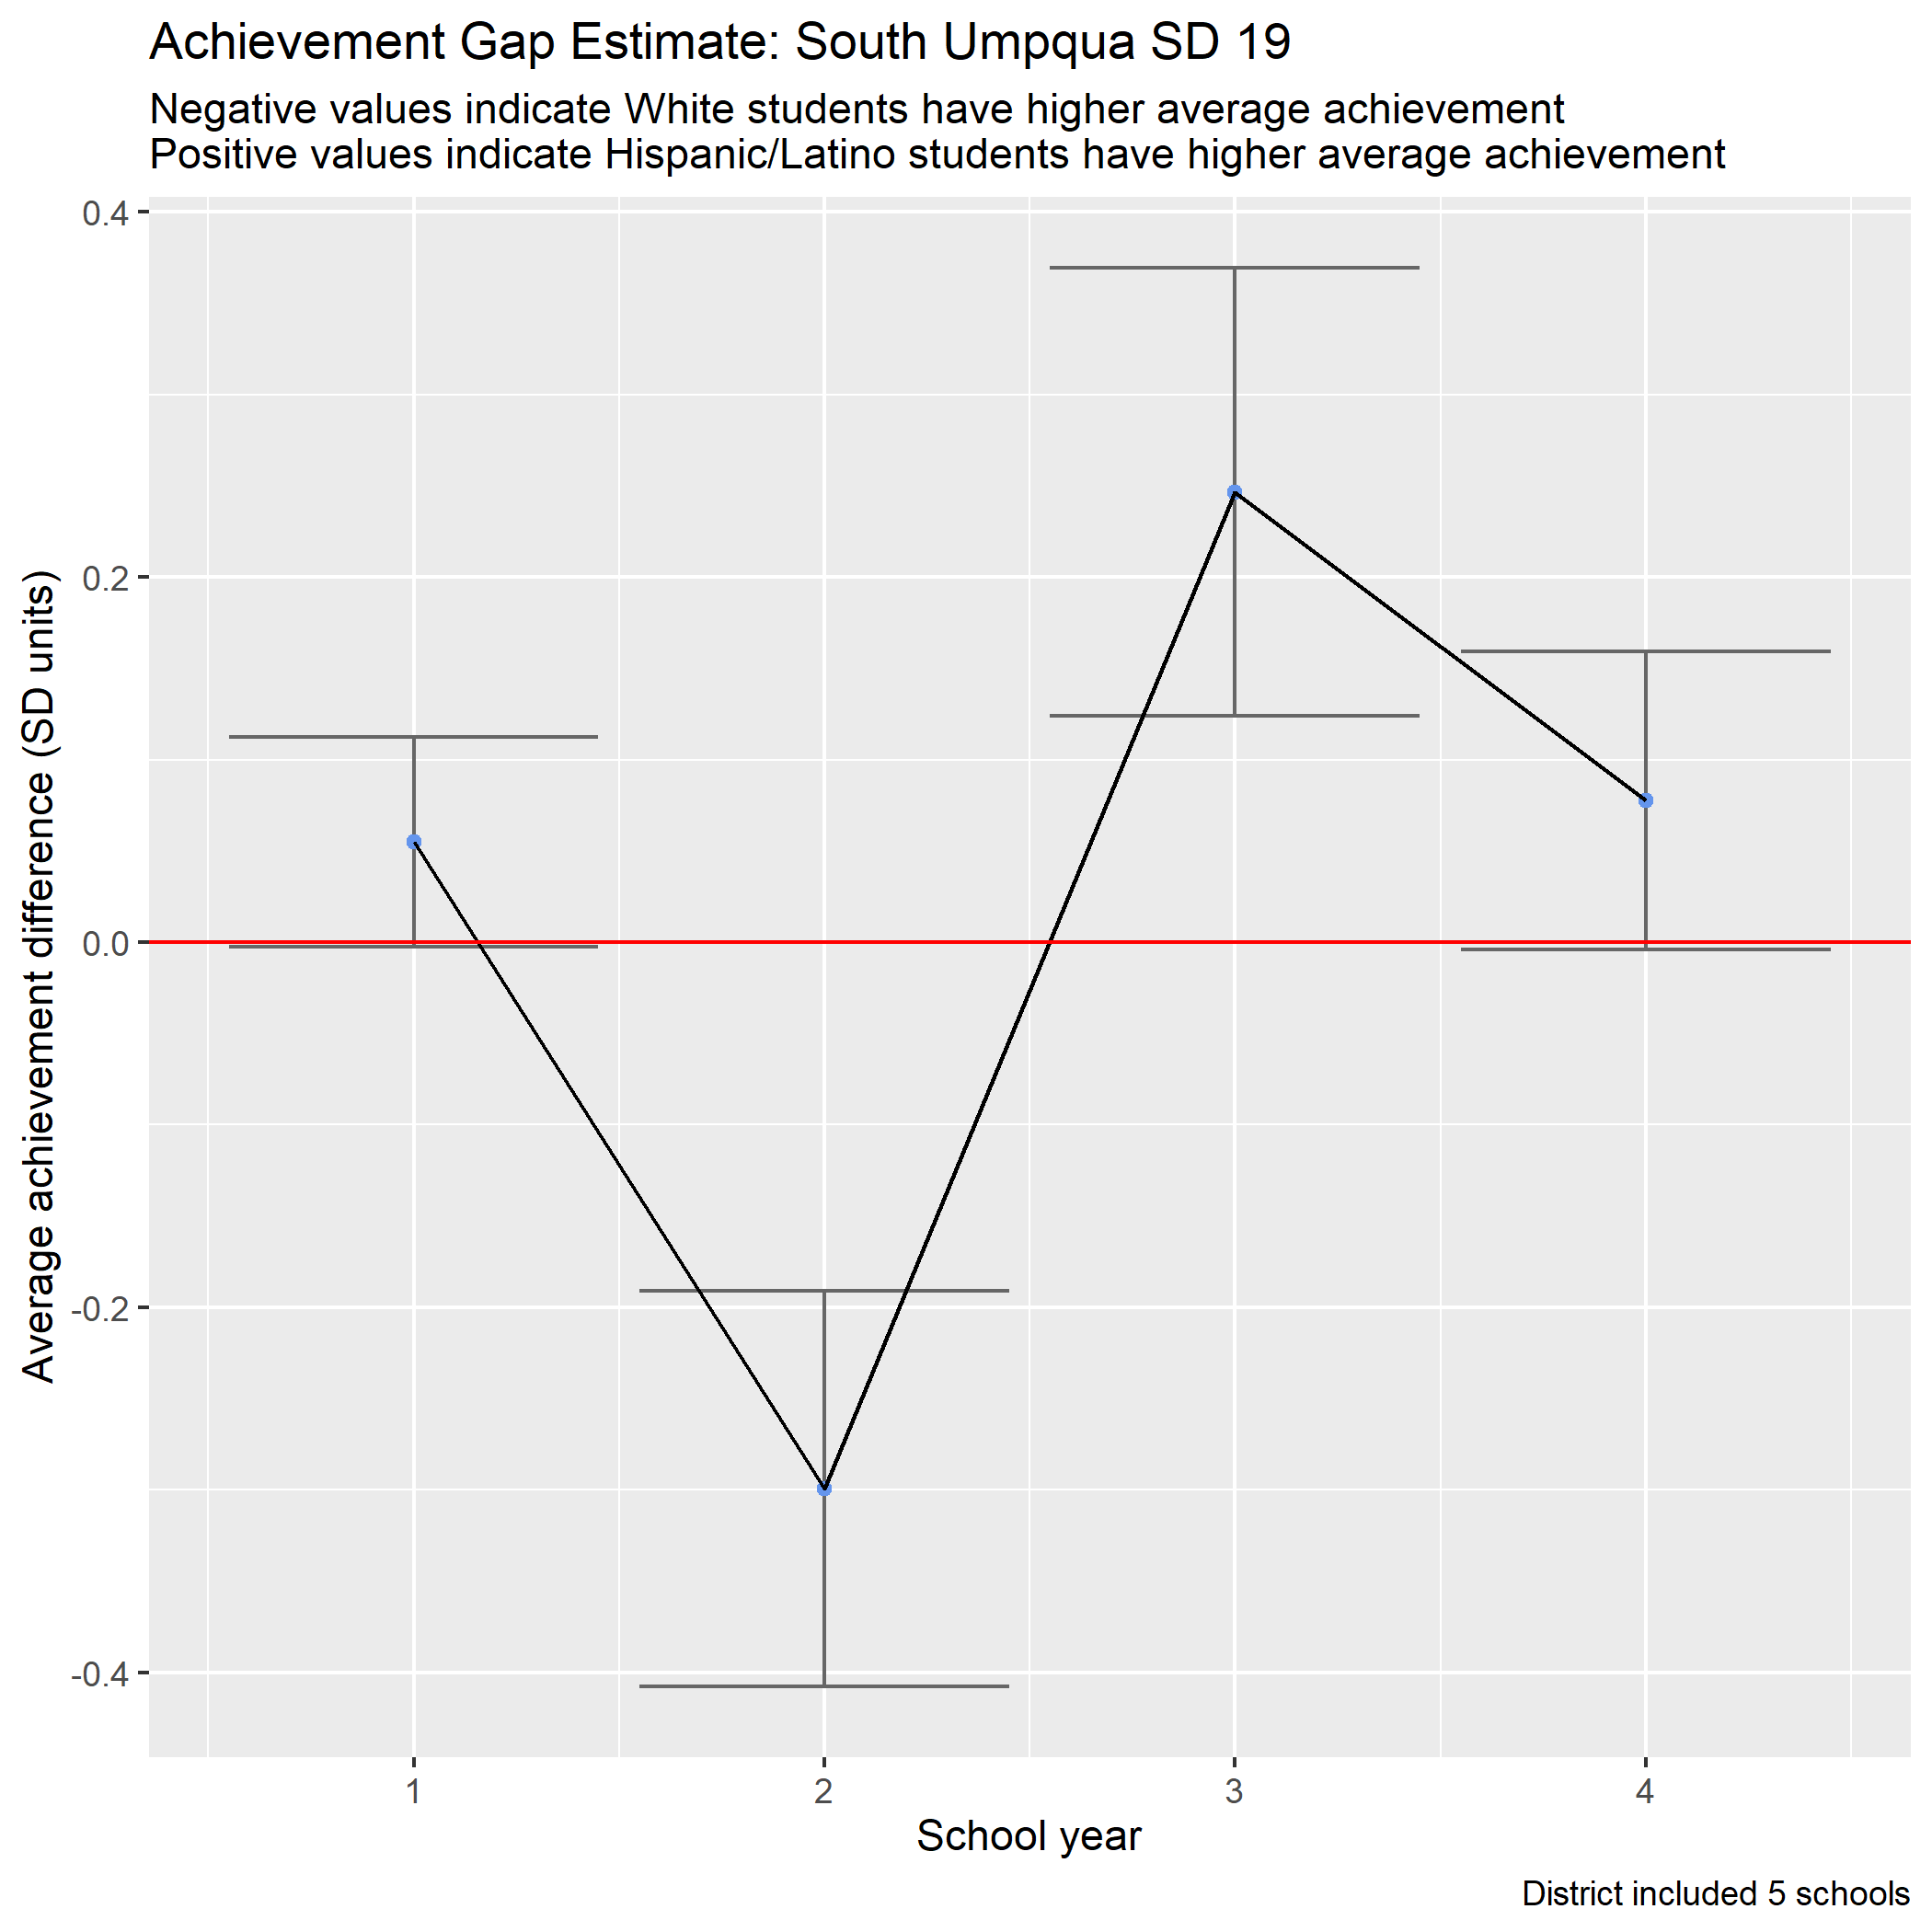 Achievement Gap Estimate: South Umpqua SD 19
Negative values indicate White students have higher average achievement
Positive values indicate Hispanic/Latino students have higher average achievement
Average achievement difference (SD units)
0.4
0.2
0.0
-0.2
-0.4
1 2 3 4
School year
District included 5 schools